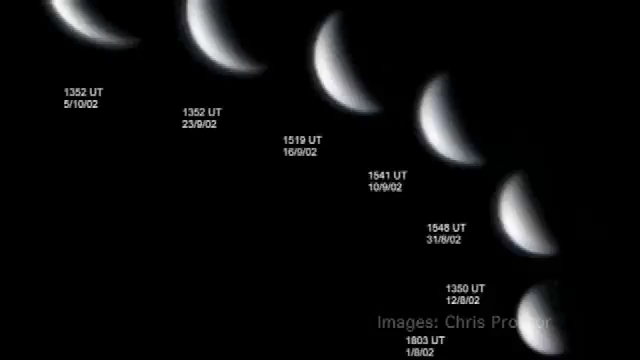 1352 UT
5/10/02
1352 UT
23/9/02
1519 UT
16/9/02
1541 UT
10/9/02
1548 UT
31/8/02
1350 UT
12/8/02
Images: Chris Proctor
1803 UT
1/8/02